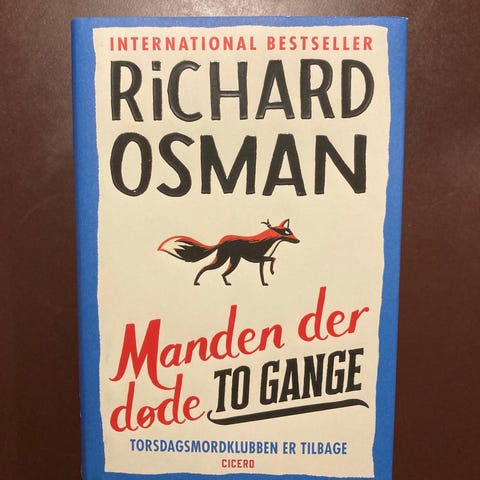 INTERNATIONAL BESTSELLER
RiCHARD
OSMAN
Manden der
døde TO GANGE
TORSDAGSMORDKLUBBEN ER TILBAGE
CICERO